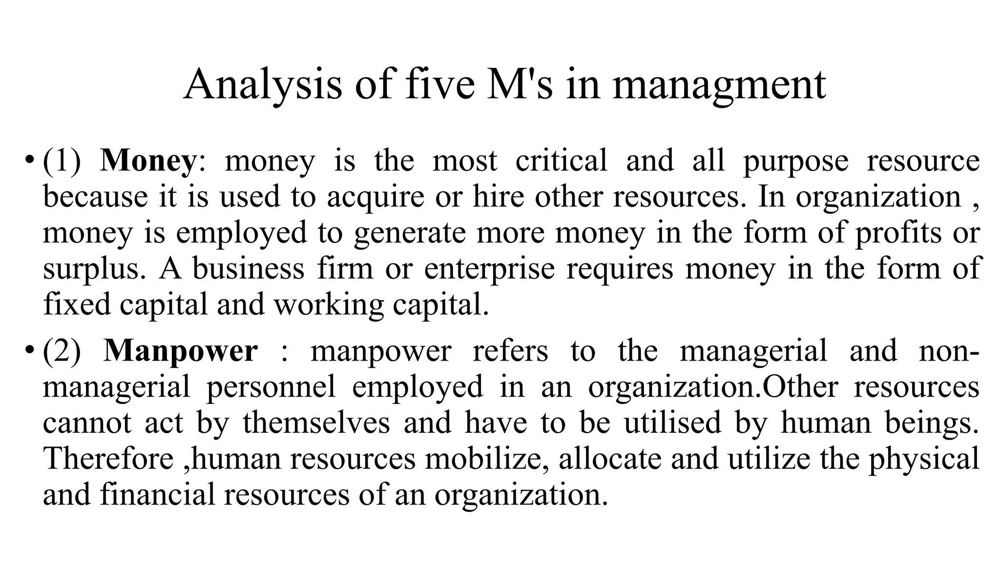 Analysis of five M's in managment
• (1) Money: money is the most critical and all purpose resource
because it is used to acquire or hire other resources. In organization ,
money is employed to generate more money in the form of profits or
surplus. A business firm or enterprise requires money in the form of
fixed capital and working capital.
• (2) Manpower : manpower refers to the managerial and non-
managerial personnel employed in an organization.Other resources
cannot act by themselves and have to be utilised by human beings.
Therefore ,human resources mobilize, allocate and utilize the physical
and financial resources of an organization.